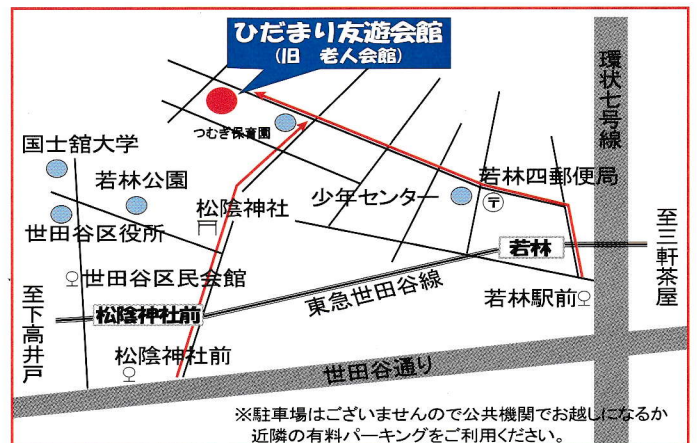 ひだまり友遊会館
(旧　老人会館)
環状七号線
つむぎ保育園
国士舘大学
若林公園
若林四郵便局
少年センター
〒
松陰神社
世田谷区役所
至三軒茶屋
若林
世田谷区民会館
東急世田谷線
若林駅前
至下高井戸
松陰神社前
松陰神社前
世田谷通り
※駐車場はございませんので公共機関でお越しになるか
近隣の有料パーキングをご利用ください。